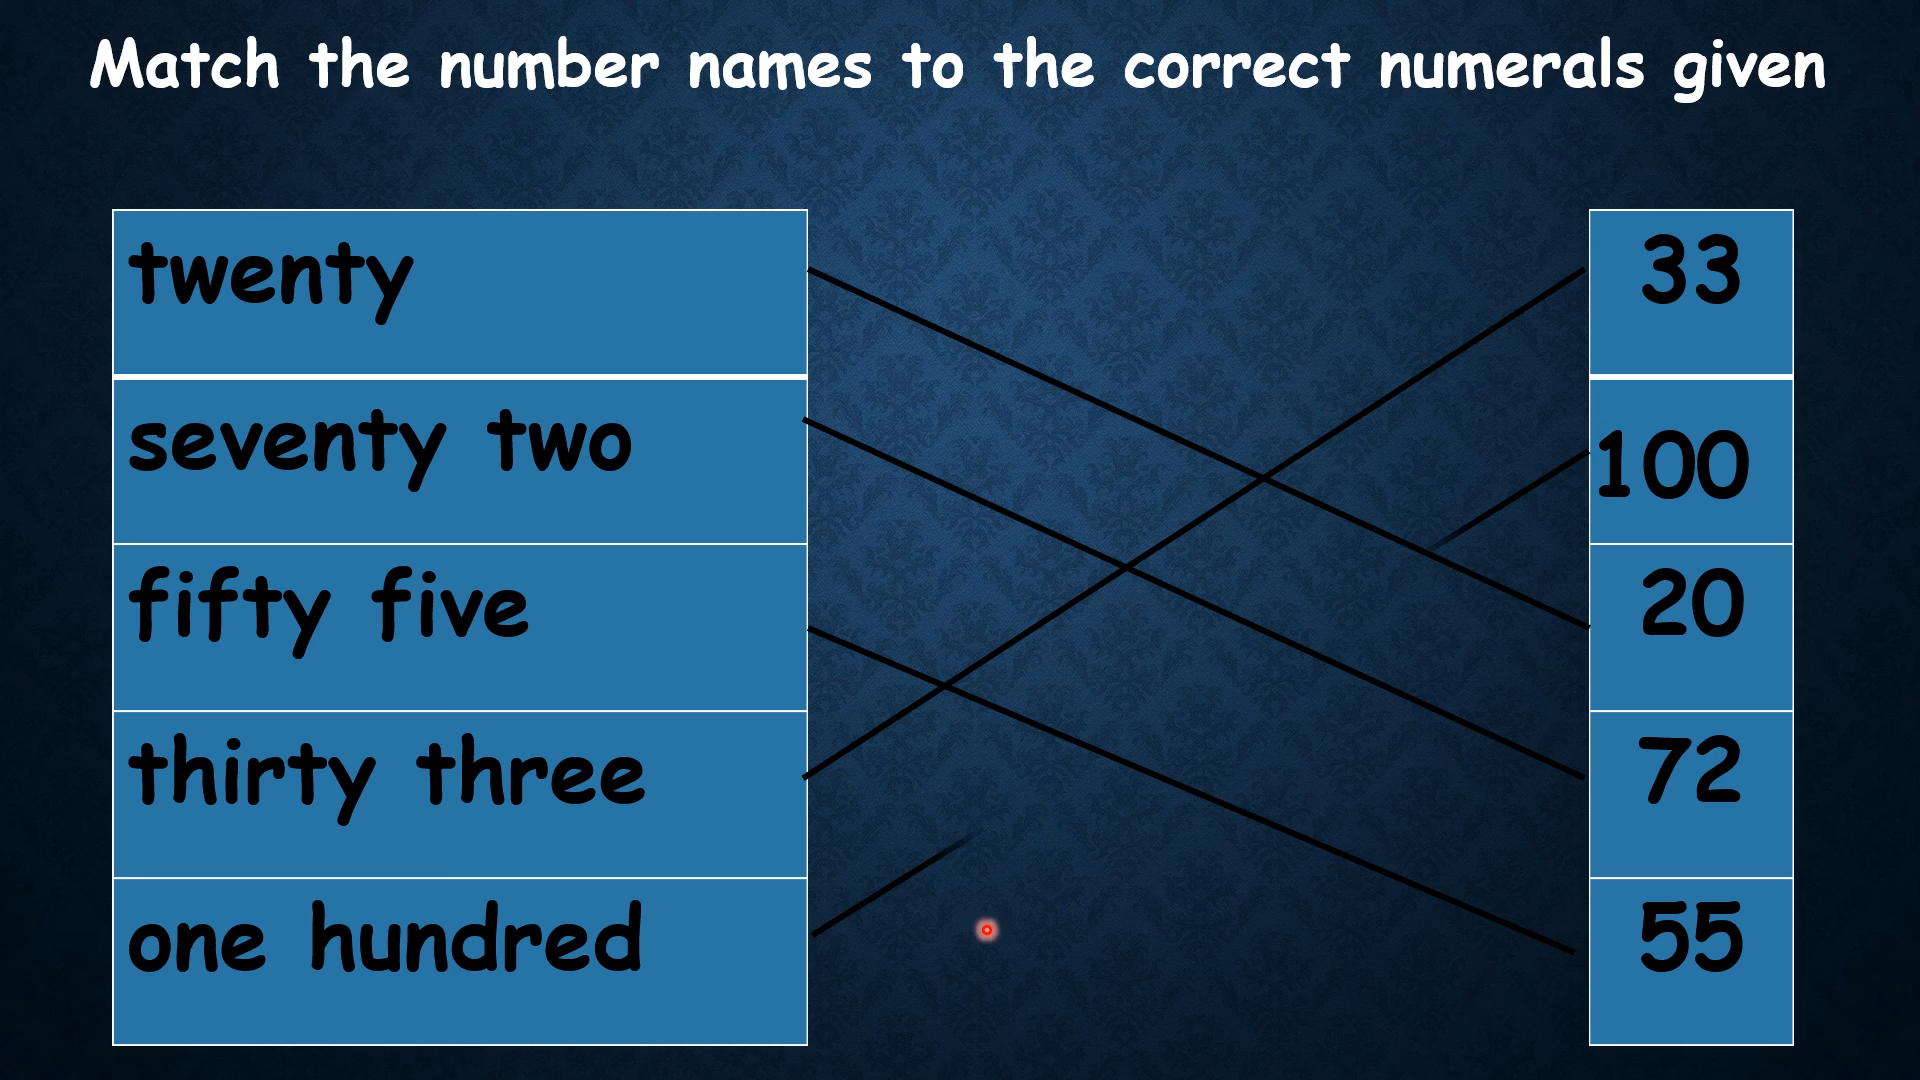 Match the number names to the correct numerals given
twenty
33
seventy two
100
fifty five
20
thirty three
72
one hundred
55